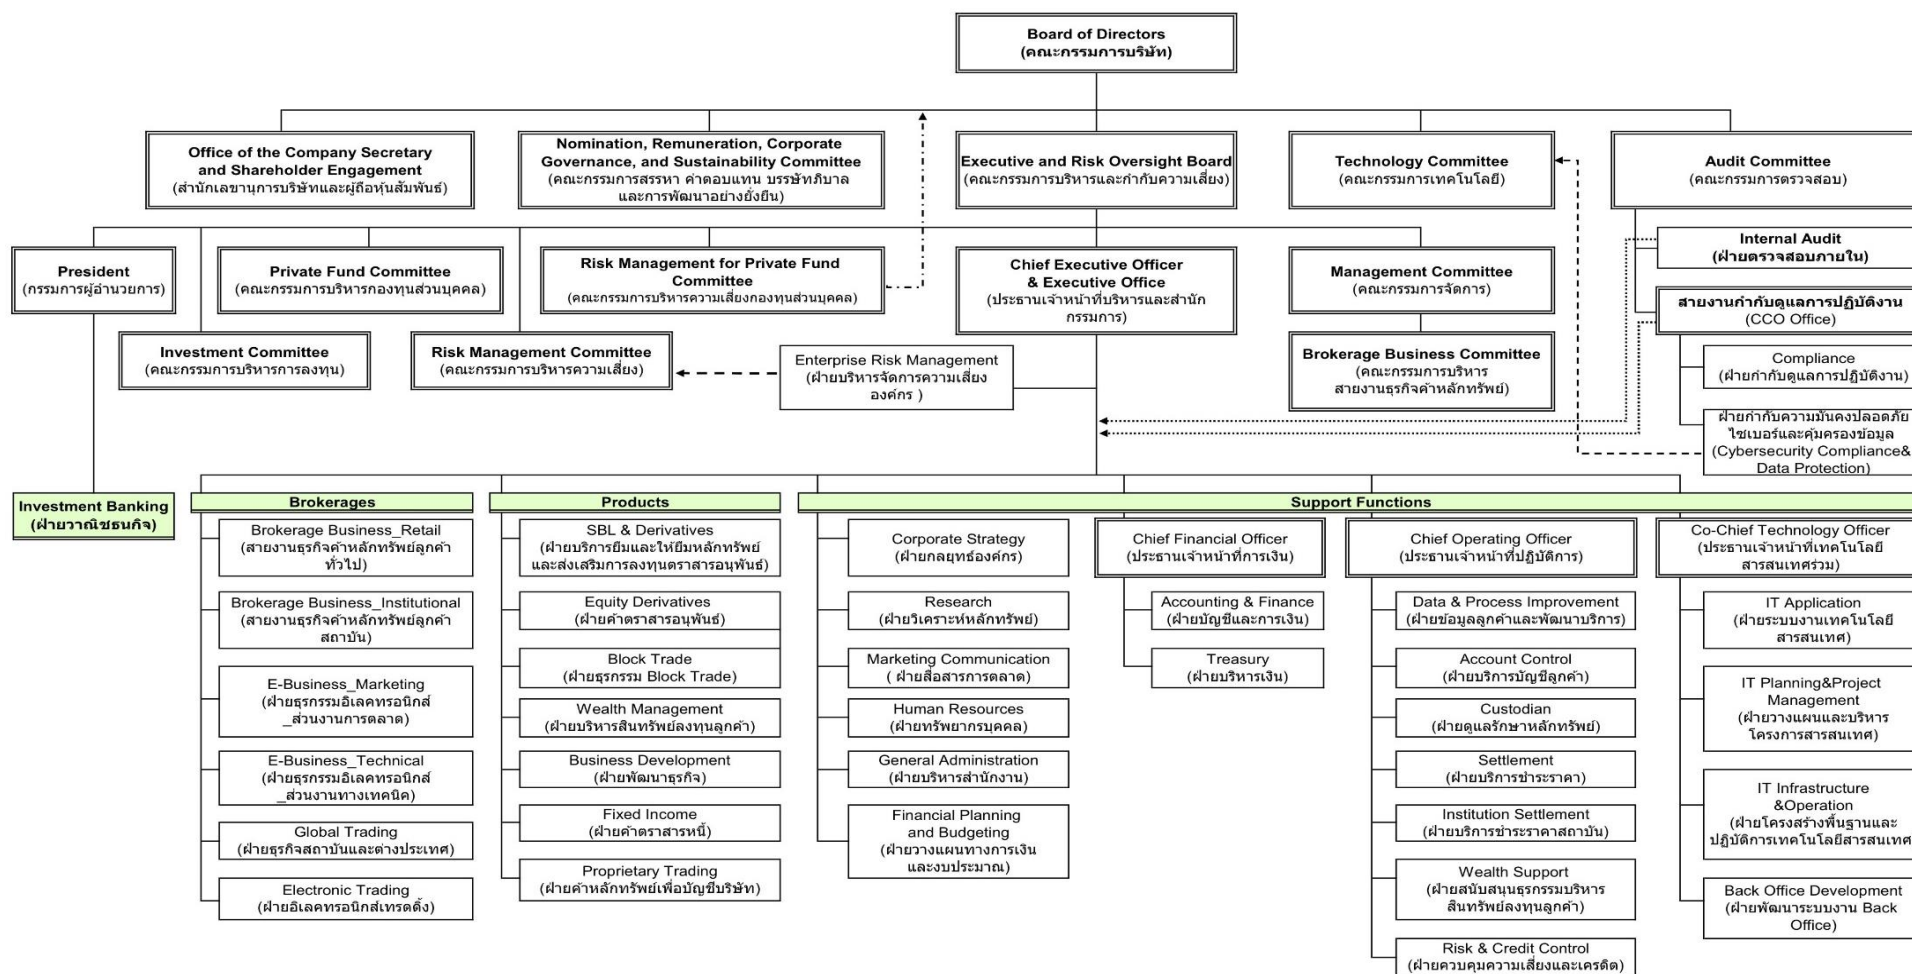 Board of Directors
(คณะกรรมการบริษัท)
Office of the Company Secretary
and Shareholder Engagement
(สำนักเลขานุการบริษัทและผู้ถือหุ้นสัมพันธ์)
Nomination, Remuneration, Corporate
Governance, and Sustainability Committee
(คณะกรรมการสรรหา ค่าตอบแทน บรรษัทภิบาล
และการพัฒนาอย่างยั่งยืน)
Executive and Risk Oversight Board
(คณะกรรมการบริหารและกำกับความเสี่ยง)
Technology Committee
(คณะกรรมการเทคโนโลยี)
Audit Committee
(คณะกรรมการตรวจสอบ)
President
(กรรมการผู้อำนวยการ)
Private Fund Committee
(คณะกรรมการบริหารกองทุนส่วนบุคคล)
Risk Management for Private Fund
Committee
(คณะกรรมการบริหารความเสี่ยงกองทุนส่วนบุคคล)
Chief Executive Officer
& Executive Office
(ประธานเจ้าหน้าที่บริหารและสำนัก
กรรมการ)
Management Committee
(คณะกรรมการจัดการ)
Internal Audit
(ฝ่ายตรวจสอบภายใน)
สายงานกำกับดูแลการปฏิบัติงาน
(CCO Office)
Investment Committee
(คณะกรรมการบริหารการลงทุน)
Risk Management Committee
(คณะกรรมการบริหารความเสี่ยง)
Enterprise Risk Management
(ฝ่ายบริหารจัดการความเสี่ยง
องค์กร )
Brokerage Business Committee
(คณะกรรมการบริหาร
สายงานธุรกิจค้าหลักทรัพย์)
Compliance
(ฝ่ายกำกับดูแลการปฏิบัติงาน)
ฝ่ายกำกับความมั่นคงปลอดภัย
ไซเบอร์และคุ้มครองข้อมูล
(Cybersecurity Compliance&
Data Protection)
Investment Banking
(ฝ่ายวาณิชธนกิจ)
Brokerages
Brokerage Business_Retail
(สายงานธุรกิจค้าหลักทรัพย์ลูกค้า
ทั่วไป)
Brokerage Business_Institutional
(สายงานธุรกิจค้าหลักทรัพย์ลูกค้า
สถาบัน)
E-Business_Marketing
(ฝ่ายธุรกรรมอิเลคทรอนิกส์
_ส่วนงานการตลาด)
E-Business_Technical
(ฝ่ายธุรกรรมอิเลคทรอนิกส์
_ส่วนงานทางเทคนิค)
Global Trading
(ฝ่ายธุรกิจสถาบันและต่างประเทศ)
Electronic Trading
(ฝ่ายอิเลคทรอนิกส์เทรดดิ้ง)
Products
SBL & Derivatives
(ฝ่ายบริการยืมและให้ยืมหลักทรัพย์
และส่งเสริมการลงทุนตราสารอนุพันธ์)
Equity Derivatives
(ฝ่ายค้าตราสารอนุพันธ์)
Block Trade
(ฝ่ายธุรกรรม Block Trade)
Wealth Management
(ฝ่ายบริหารสินทรัพย์ลงทุนลูกค้า)
Business Development
(ฝ่ายพัฒนาธุรกิจ)
Fixed Income
(ฝ่ายค้าตราสารหนี้)
Proprietary Trading
(ฝ่ายค้าหลักทรัพย์เพื่อบัญชีบริษัท)
Support Functions
Corporate Strategy
(ฝ่ายกลยุทธ์องค์กร)
Research
(ฝ่ายวิเคราะห์หลักทรัพย์)
Marketing Communication
( ฝ่ายสื่อสารการตลาด)
Human Resources
(ฝ่ายทรัพยากรบุคคล)
General Administration
(ฝ่ายบริหารสำนักงาน)
Financial Planning
and Budgeting
(ฝ่ายวางแผนทางการเงิน
และงบประมาณ)
Chief Financial Officer
(ประธานเจ้าหน้าที่การเงิน)
Accounting & Finance
(ฝ่ายบัญชีและการเงิน)
Treasury
(ฝ่ายบริหารเงิน)
Chief Operating Officer
(ประธานเจ้าหน้าที่ปฏิบัติการ)
Data & Process Improvement
(ฝ่ายข้อมูลลูกค้าและพัฒนาบริการ)
Account Control
(ฝ่ายบริการบัญชีลูกค้า)
Custodian
(ฝ่ายดูแลรักษาหลักทรัพย์)
Settlement
(ฝ่ายบริการชำระราคา)
Institution Settlement
(ฝ่ายบริการชำระราคาสถาบัน)
Wealth Support
(ฝ่ายสนับสนุนธุรกรรมบริหาร
สินทรัพย์ลงทุนลูกค้า)
Risk & Credit Control
(ฝ่ายควบคุมความเสี่ยงและเครดิต)
Co-Chief Technology Officer
(ประธานเจ้าหน้าที่เทคโนโลยี
สารสนเทศร่วม)
IT Application
(ฝ่ายระบบงานเทคโนโลยี
สารสนเทศ)
IT Planning&Project
Management
(ฝ่ายวางแผนและบริหาร
โครงการสารสนเทศ)
IT Infrastructure
&Operation
(ฝ่ายโครงสร้างพื้นฐานและ
ปฏิบัติการเทคโนโลยีสารสนเทศ
Back Office Development
(ฝ่ายพัฒนาระบบงาน Back
Office)